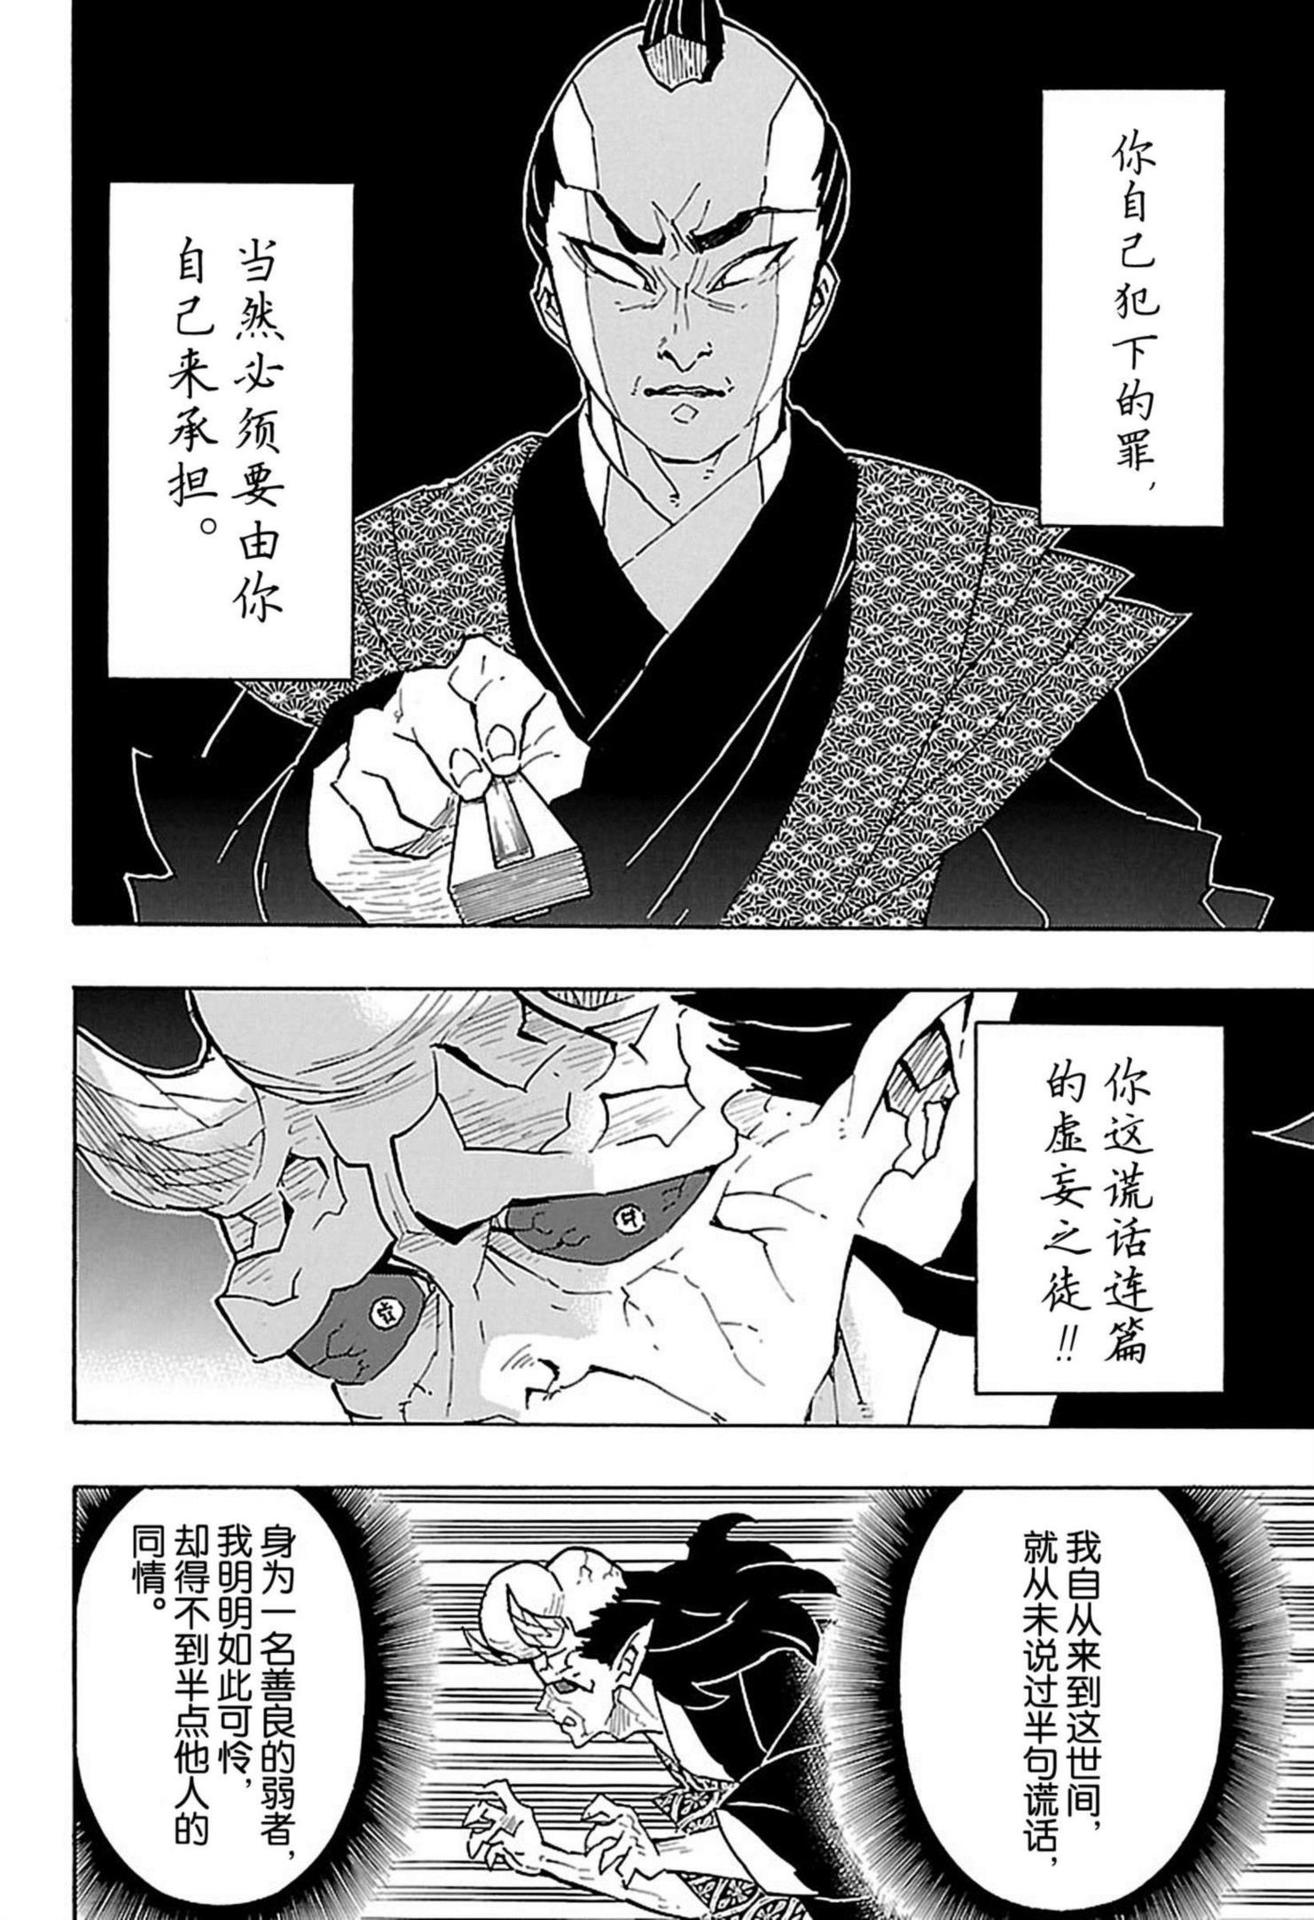 你自己犯下的罪，
当然必须要由你
自己来承担。
你这谎话连篇
的虚妄之徒！！
我自从来到这世间，
就从未说过半句谎话，
身为一名善良的弱者，
我明明如此可怜，
却得不到半点他人的
同情。